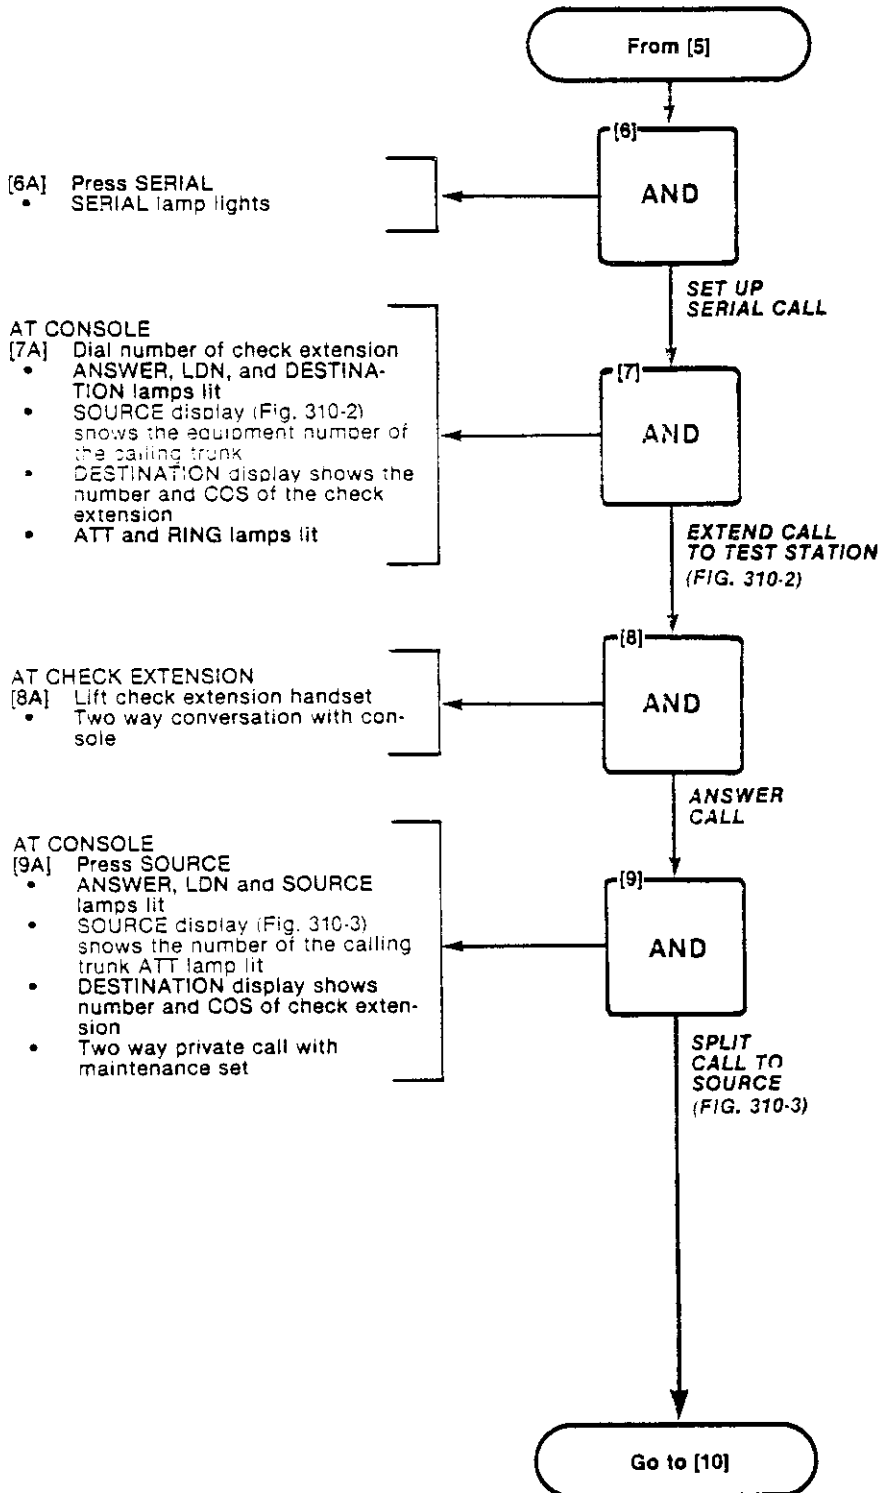 From [5]
[6]
AND
[6A] Press SERIAL
• SERIAL lamp lights
SET UP
SERIAL CALL
AT CONSOLE
[7A] Dial number of check extension
• ANSWER, LDN, and DESTINA-
TION lamps lit
• SOURCE display (Fig. 310-2)
shows the equipment number of
the calling trunk
• DESTINATION display shows the
number and COS of the check
extension
• ATT and RING lamps lit
[7]
AND
EXTEND CALL
TO TEST STATION
(FIG. 310-2)
AT CHECK EXTENSION
[8A] Lift check extension handset
• Two way conversation with con-
sole
[8]
AND
ANSWER
CALL
AT CONSOLE
[9A] Press SOURCE
• ANSWER, LDN and SOURCE
lamps lit
• SOURCE display (Fig. 310-3)
shows the number of the calling
trunk ATT lamp lit
• DESTINATION display shows
number and COS of check exten-
sion
• Two way private call with
maintenance set
[9]
AND
SPLIT
CALL TO
SOURCE
(FIG. 310-3)
Go to [10]